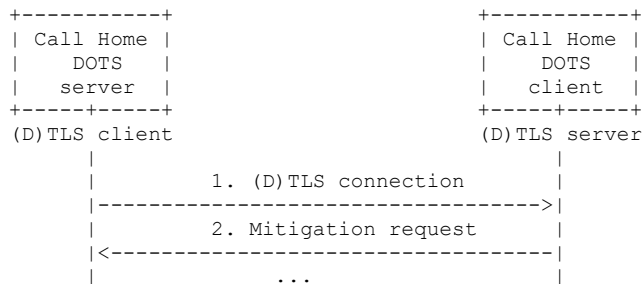 +-----------+ +-----------+
| Call Home | | Call Home |
| DOTS | | DOTS |
| server | | client |
+-----+-----+ +-----+-----+
(D)TLS client (D)TLS server
| |
| 1. (D)TLS connection |
|----------------------------------->|
| 2. Mitigation request |
|<-----------------------------------|
| ... |